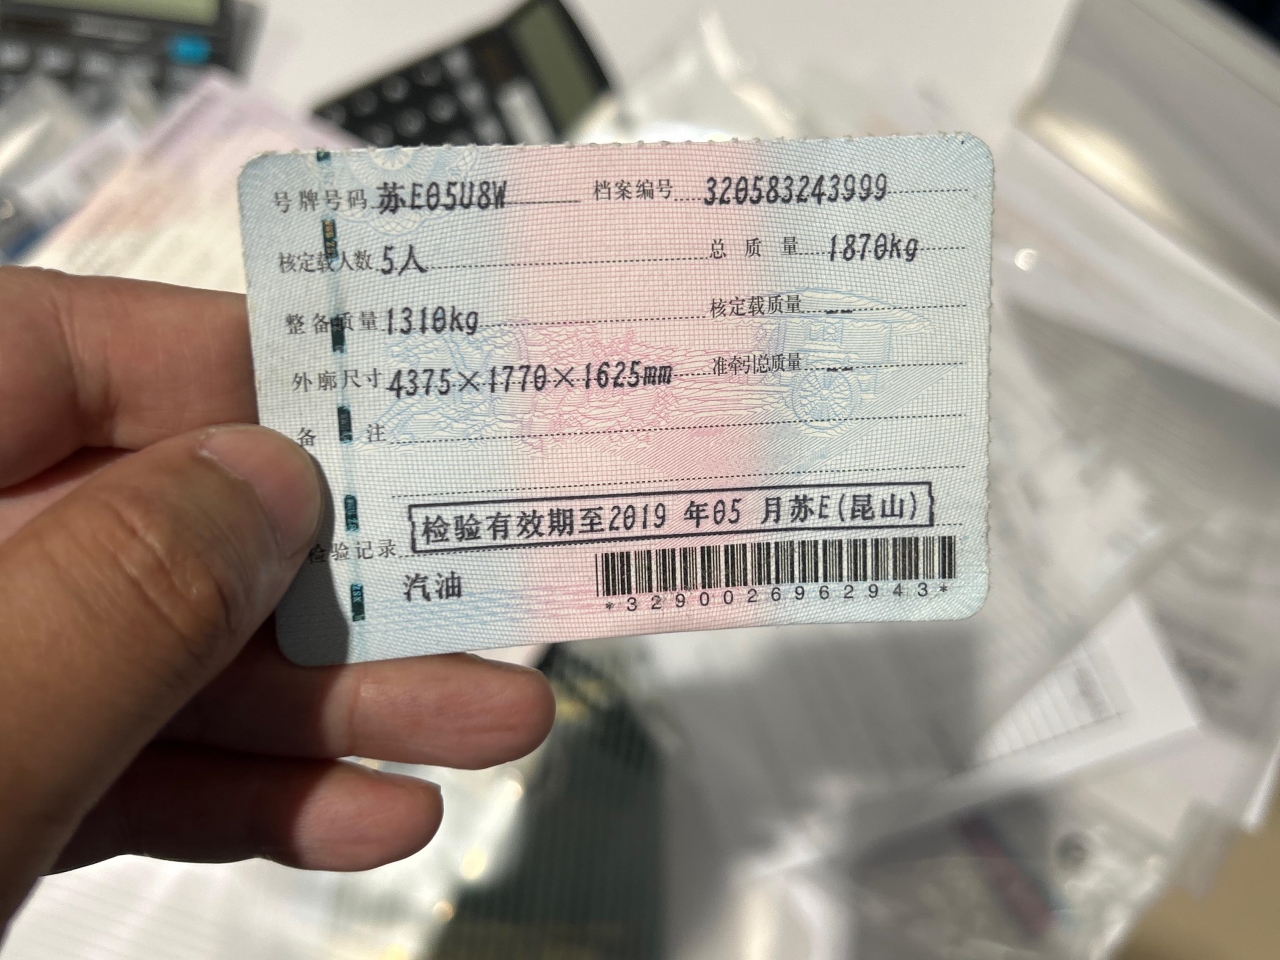 号牌号码 苏E05U8W 档案编号 320583243999
核定载人数 5人 总质量 1870kg
整备质量 1310kg 核定载质量 --
外廓尺寸 4375×1770×1625mm 准牵引总质量 --
备注
检验有效期至2019 年05 月苏E(昆山)
检验记录
汽油
*3290026962943*